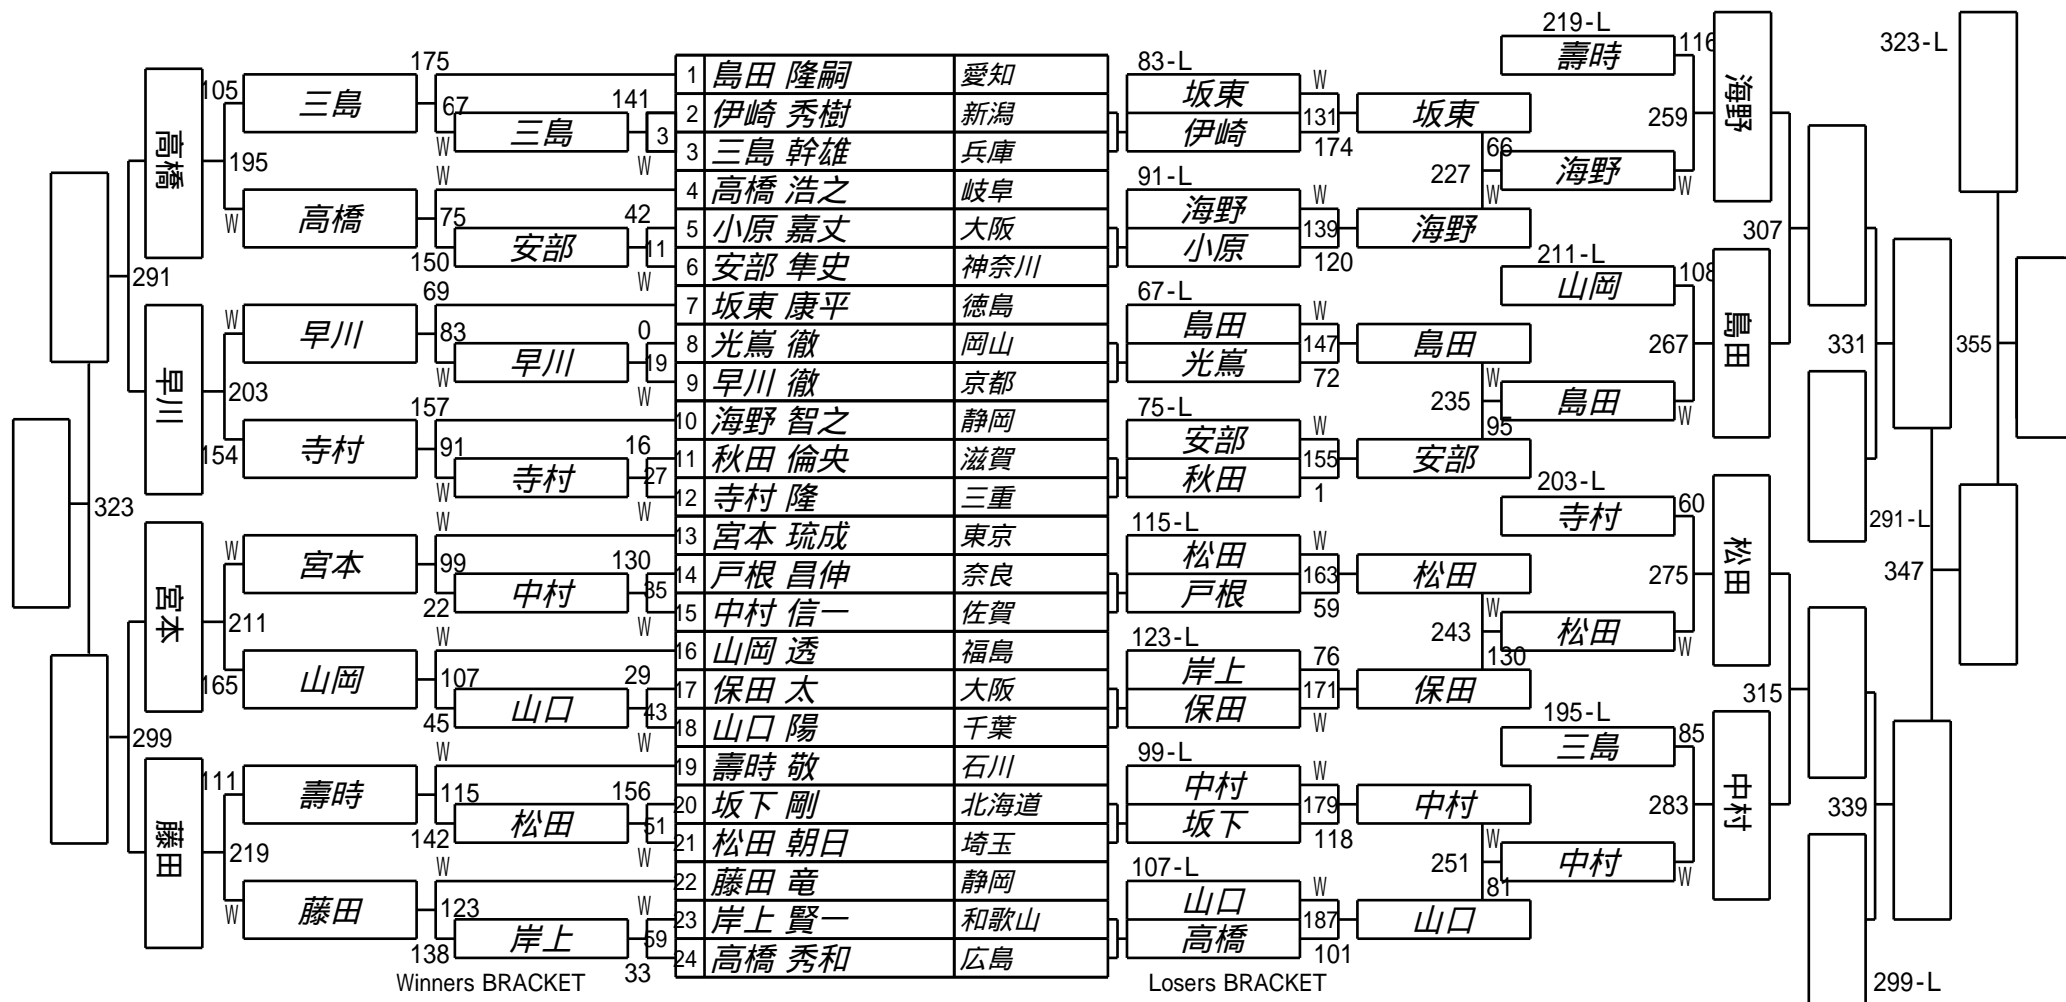 219-L
116
323-L
175
1 島田 隆嗣 愛知
83-L
壽時
105
三島
67
141
2 伊崎 秀樹 新潟
坂東
W
131
坂東
259
海野
高橋
W
三島
3
W
3 三島 幹雄 兵庫
伊崎
174
66
海野
W
195
W
4 高橋 浩之 岐阜
91-L
227
W
W
高橋
75
42
5 小原 嘉丈 大阪
海野
W
139
海野
307
291
150
安部
11
W
6 安部 隼史 神奈川
小原
120
211-L
108
69
7 坂東 康平 徳島
67-L
山岡
W
早川
83
0
8 光嶌 徹 岡山
島田
W
147
島田
267
島田
331
355
W
早川
19
W
9 早川 徹 京都
光嶌
72
W
島田
W
早川
203
157
10 海野 智之 静岡
75-L
235
95
154
寺村
91
16
11 秋田 倫央 滋賀
安部
W
155
安部
323
W
寺村
27
W
12 寺村 隆 三重
秋田
1
203-L
60
291-L
W
13 宮本 琉成 東京
115-L
寺村
W
宮本
99
130
14 戸根 昌伸 奈良
松田
W
163
松田
275
松田
347
宮本
22
中村
35
W
15 中村 信一 佐賀
戸根
59
W
松田
W
211
W
16 山岡 透 福島
123-L
243
130
165
山岡
107
29
17 保田 太 大阪
岸上
76
171
保田
315
299
45
山口
43
W
18 山口 陽 千葉
保田
W
195-L
85
W
19 壽時 敬 石川
99-L
三島
111
壽時
115
156
20 坂下 剛 北海道
中村
W
179
中村
283
中村
339
藤田
142
松田
51
W
21 松田 朝日 埼玉
坂下
118
W
中村
W
219
W
22 藤田 竜 静岡
107-L
251
81
W
藤田
123
W
23 岸上 賢一 和歌山
山口
W
187
山口
138
岸上
59
33
24 高橋 秀和 広島
高橋
101
299-L
Winners BRACKET
Losers BRACKET